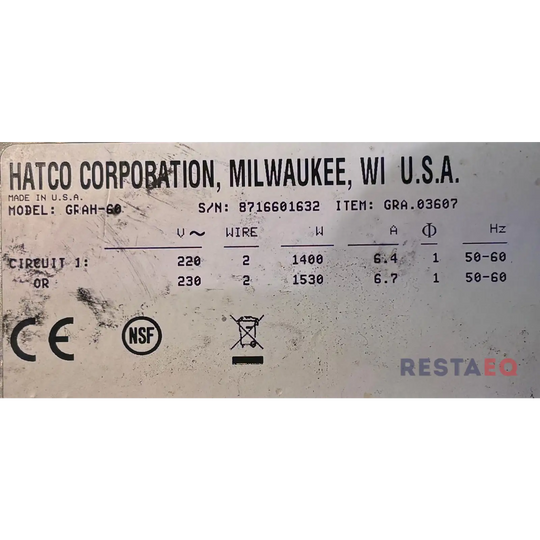 HATCO CORPORATION, MILWAUKEE, WI U.S.A.
MADE IN U.S.A.
MODEL: GRAH-60 S/N: 8716601632 ITEM: GRA.03607
V~ WIRE W A Φ Hz
CIRCUIT 1: 220 2 1400 6.4 1 50-60
OR 230 2 1530 6.7 1 50-60
CE NSF
RESTAEQ